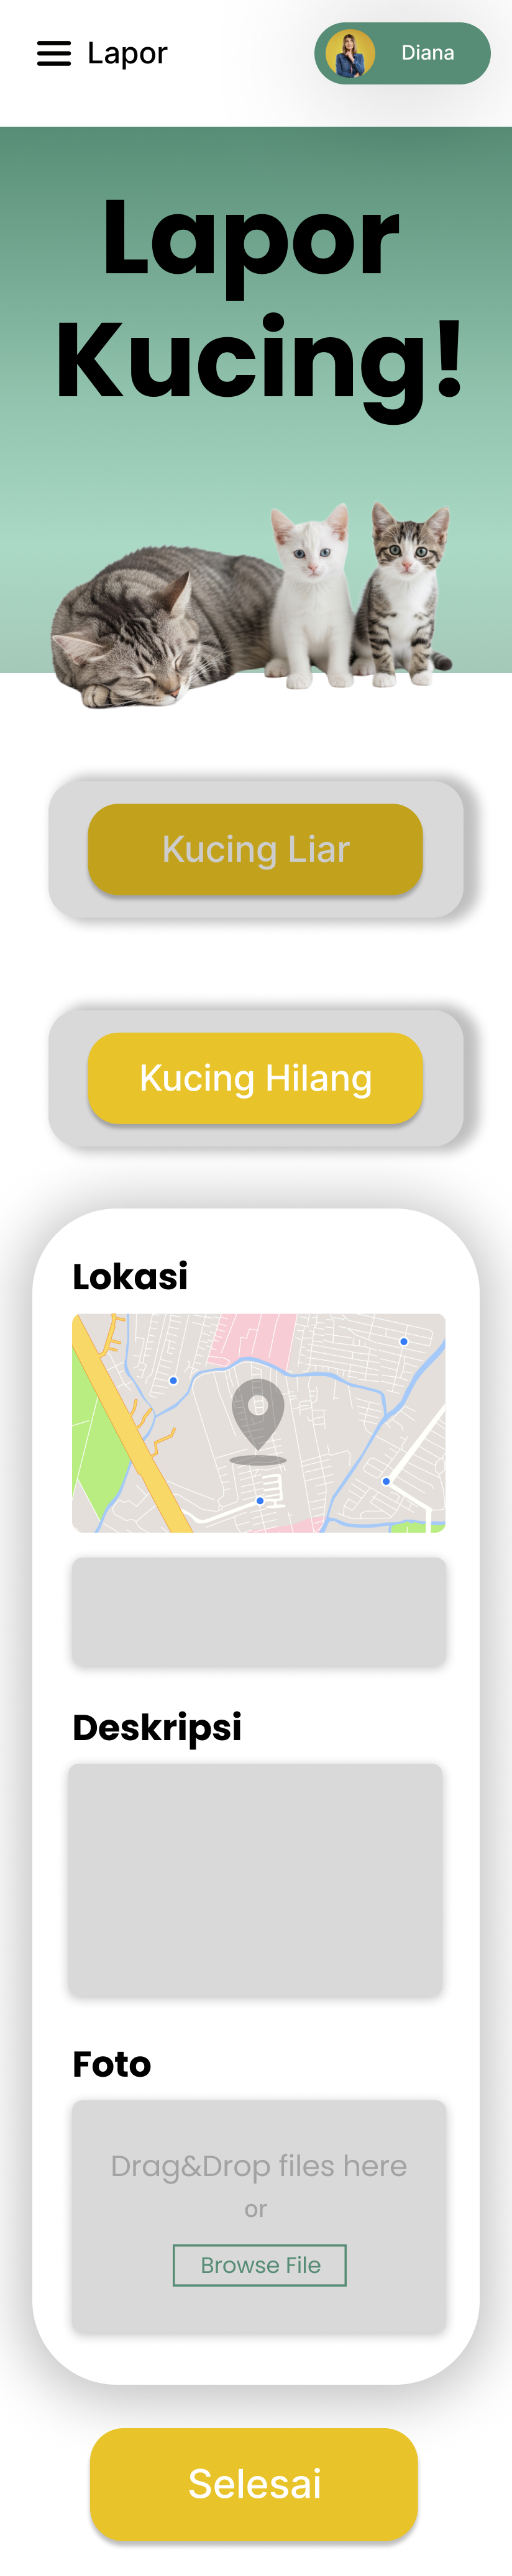 Lapor
Diana
Lapor
Kucing!
Kucing Liar
Kucing Hilang
Lokasi
Deskripsi
Foto
Drag&Drop files here
or
Browse File
Selesai